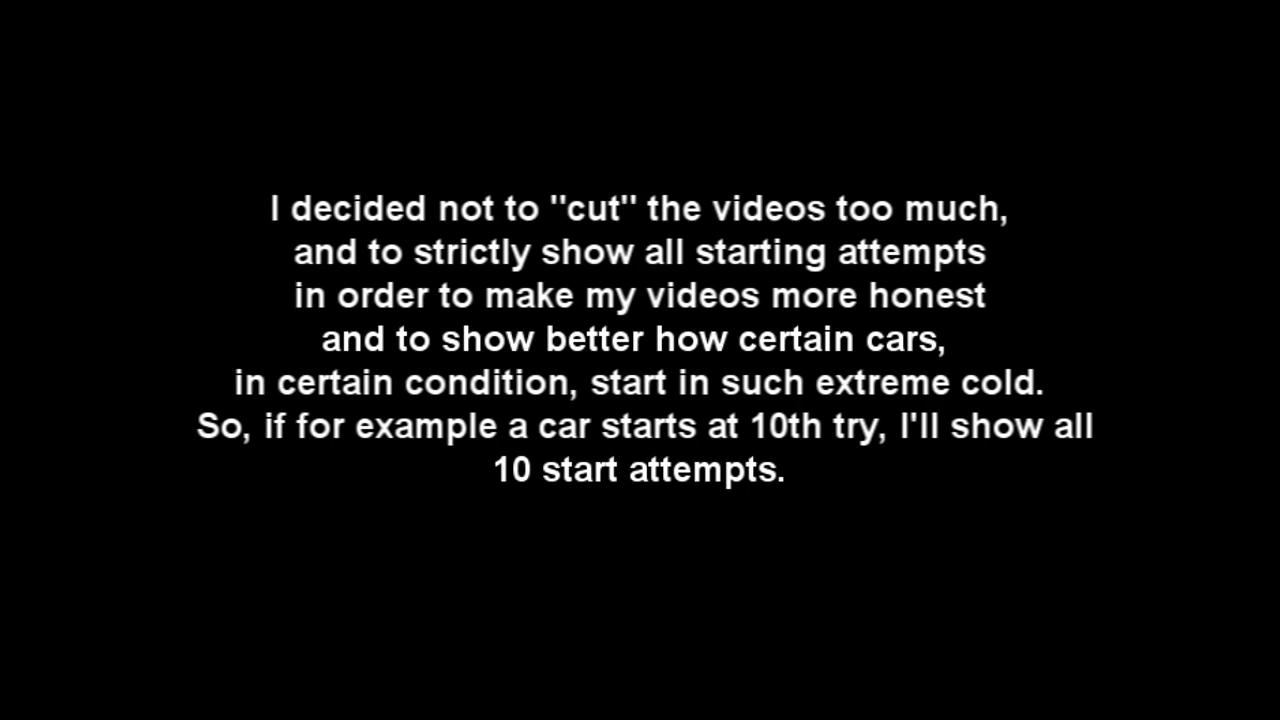 I decided not to "cut" the videos too much,
and to strictly show all starting attempts
in order to make my videos more honest
and to show better how certain cars,
in certain condition, start in such extreme cold.
So, if for example a car starts at 10th try, I'll show all
10 start attempts.